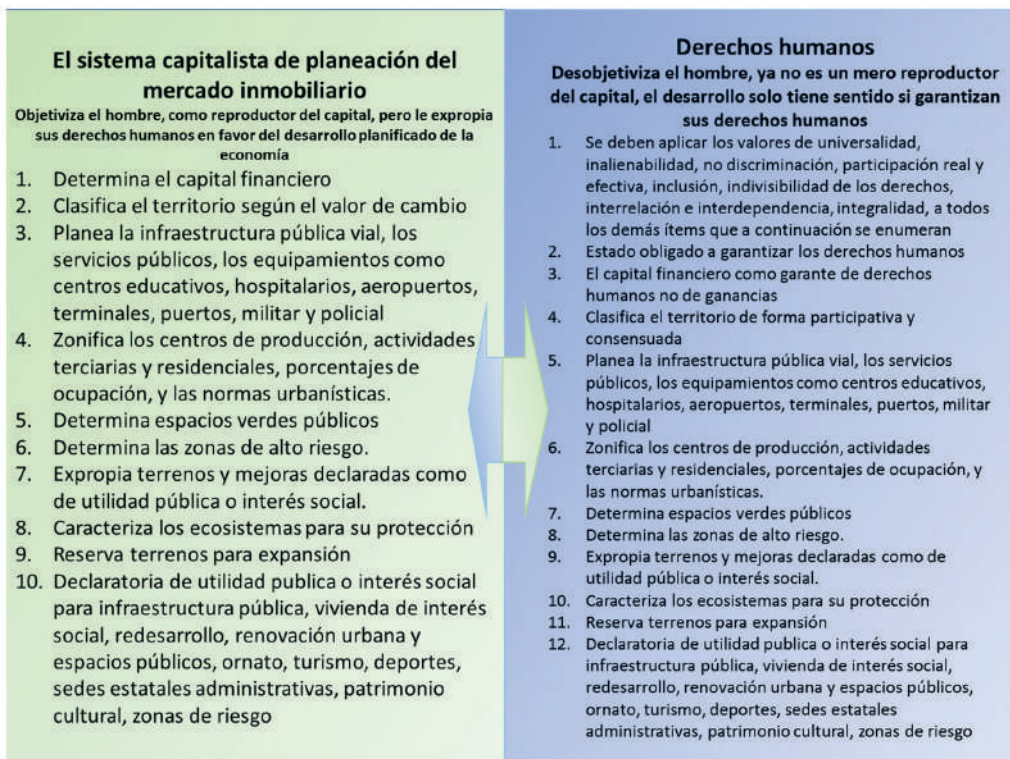 El sistema capitalista de planeación del
mercado inmobiliario
Objetiviza el hombre, como reproductor del capital, pero le expropia
sus derechos humanos en favor del desarrollo planificado de la
economía
1. Determina el capital financiero
2. Clasifica el territorio según el valor de cambio
3. Planea la infraestructura pública vial, los
servicios públicos, los equipamientos como
centros educativos, hospitalarios, aeropuertos,
terminales, puertos, militar y policial
4. Zonifica los centros de producción, actividades
terciarias y residenciales, porcentajes de
ocupación, y las normas urbanísticas.
5. Determina espacios verdes públicos
6. Determina las zonas de alto riesgo.
7. Expropia terrenos y mejoras declaradas como
de utilidad pública o interés social.
8. Caracteriza los ecosistemas para su protección
9. Reserva terrenos para expansión
10. Declaratoria de utilidad publica o interés social
para infraestructura pública, vivienda de interés
social, redesarrollo, renovación urbana y
espacios públicos, ornato, turismo, deportes,
sedes estatales administrativas, patrimonio
cultural, zonas de riesgo
Derechos humanos
Desobjetiviza el hombre, ya no es un mero reproductor
del capital, el desarrollo solo tiene sentido si garantizan
sus derechos humanos
1. Se deben aplicar los valores de universalidad,
inalienabilidad, no discriminación, participación real y
efectiva, inclusión, indivisibilidad de los derechos,
interrelación e interdependencia, integralidad, a todos
los demás ítems que a continuación se enumeran
2. Estado obligado a garantizar los derechos humanos
3. El capital financiero como garante de derechos
humanos no de ganancias
4. Clasifica el territorio de forma participativa y
consensuada
5. Planea la infraestructura pública vial, los servicios
públicos, los equipamientos como centros educativos,
hospitalarios, aeropuertos, terminales, puertos, militar
y policial
6. Zonifica los centros de producción, actividades
terciarias y residenciales, porcentajes de ocupación, y
las normas urbanísticas.
7. Determina espacios verdes públicos
8. Determina las zonas de alto riesgo.
9. Expropia terrenos y mejoras declaradas como de
utilidad pública o interés social.
10. Caracteriza los ecosistemas para su protección
11. Reserva terrenos para expansión
12. Declaratoria de utilidad publica o interés social para
infraestructura pública, vivienda de interés social,
redesarrollo, renovación urbana y espacios públicos,
ornato, turismo, deportes, sedes estatales
administrativas, patrimonio cultural, zonas de riesgo